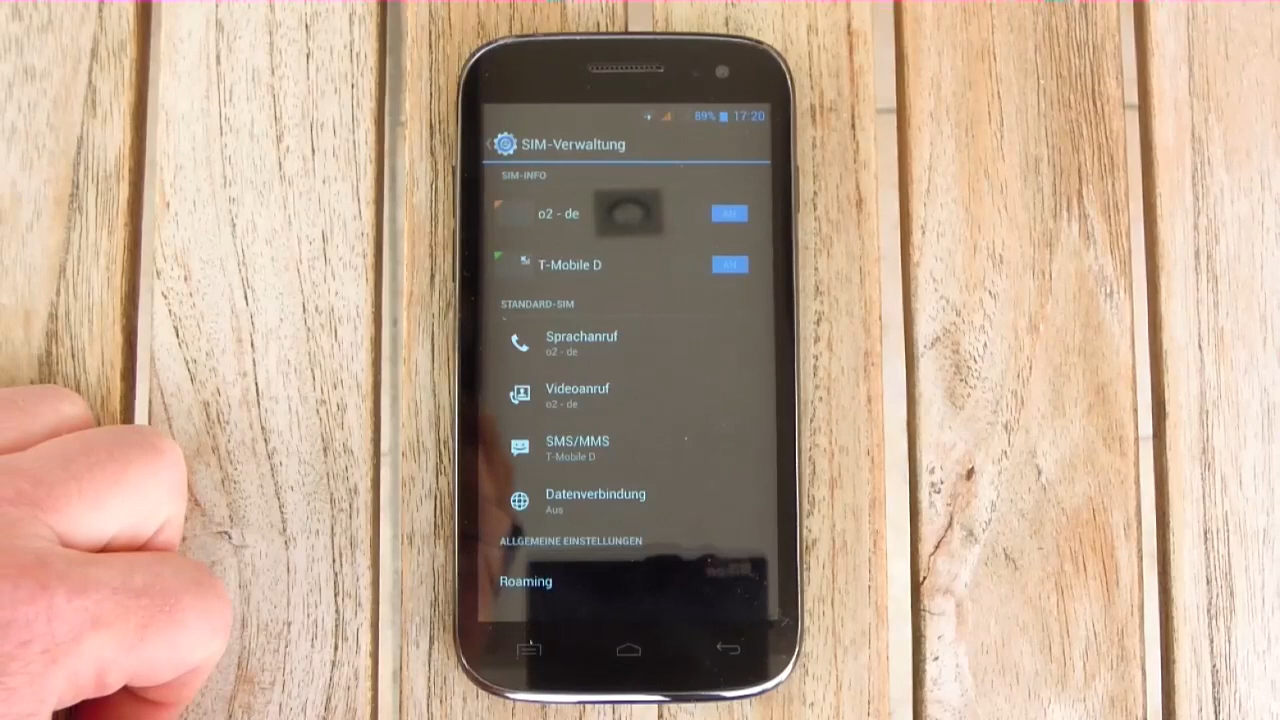 89% 17:20
SIM-Verwaltung
SIM-INFO
o2 - de AN
T-Mobile D AN
STANDARD-SIM
Sprachanruf
o2 - de
Videoanruf
o2 - de
SMS/MMS
T-Mobile D
Datenverbindung
Aus
ALLGEMEINE EINSTELLUNGEN
Roaming